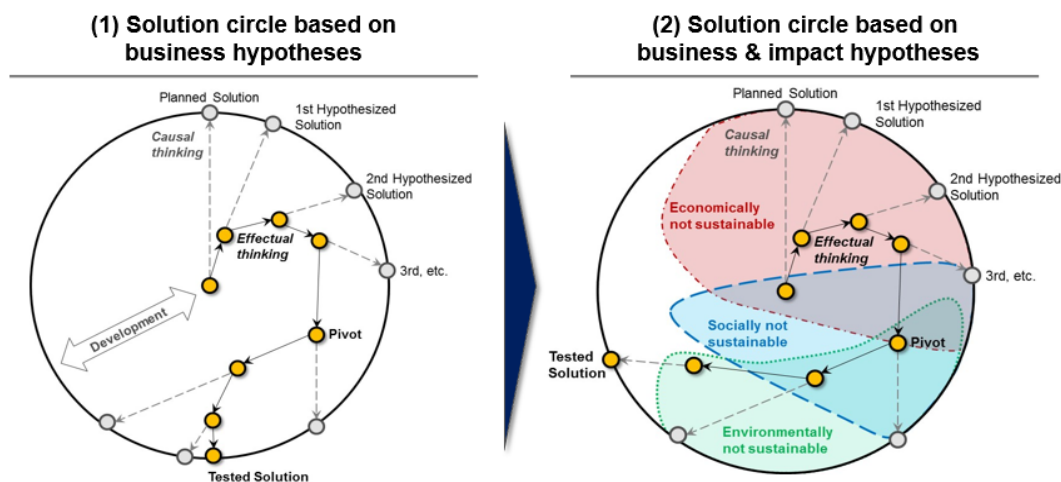 (1) Solution circle based on
business hypotheses
Planned Solution
1st Hypothesized
Solution
Causal
thinking
2nd Hypothesized
Solution
Effectual
thinking
3rd, etc.
Development
Pivot
Tested Solution
(2) Solution circle based on
business & impact hypotheses
Planned Solution
1st Hypothesized
Solution
Causal
thinking
2nd Hypothesized
Solution
Economically
not sustainable
Effectual
thinking
3rd, etc.
Socially not
sustainable
Pivot
Tested
Solution
Environmentally
not sustainable